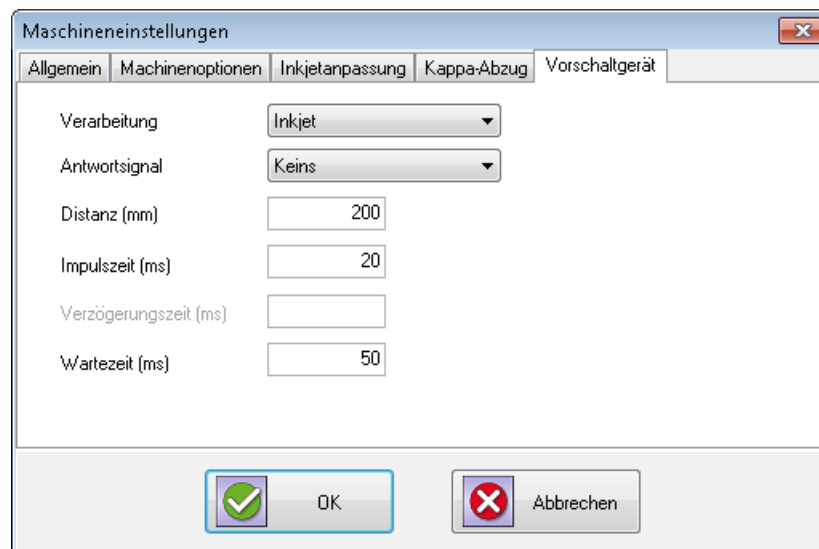 Maschineneinstellungen
Allgemein Machinenoptionen Inkjetanpassung Kappa-Abzug Vorschaltgerät
Verarbeitung Inkjet
Antwortsignal Keins
Distanz (mm) 200
Impulszeit (ms) 20
Verzögerungszeit (ms)
Wartezeit (ms) 50
OK Abbrechen